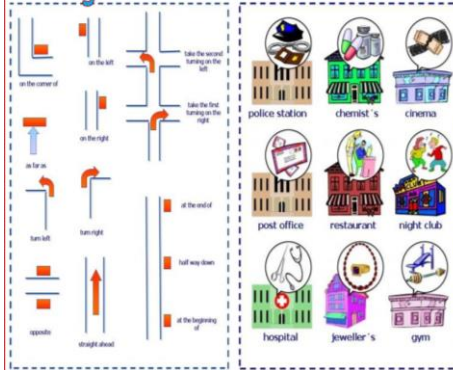 on the corner of
on the left
take the second
turning on the
left
as far as
on the right
take the first
turning on the
right
turn left
turn right
at the end of
half way down
opposite
straight ahead
at the beginning
of
police station
chemist's
cinema
post office
restaurant
night club
hospital
jeweller's
gym